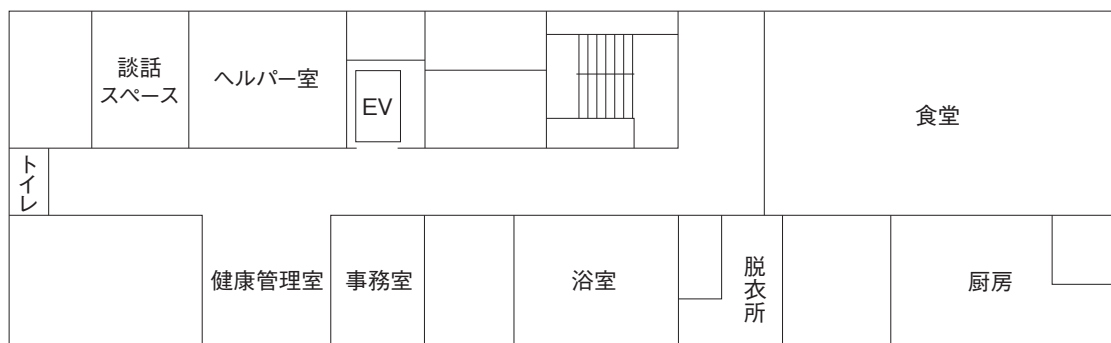 談話
スペース
ヘルパー室
EV
食堂
トイレ
健康管理室
事務室
浴室
脱衣所
厨房